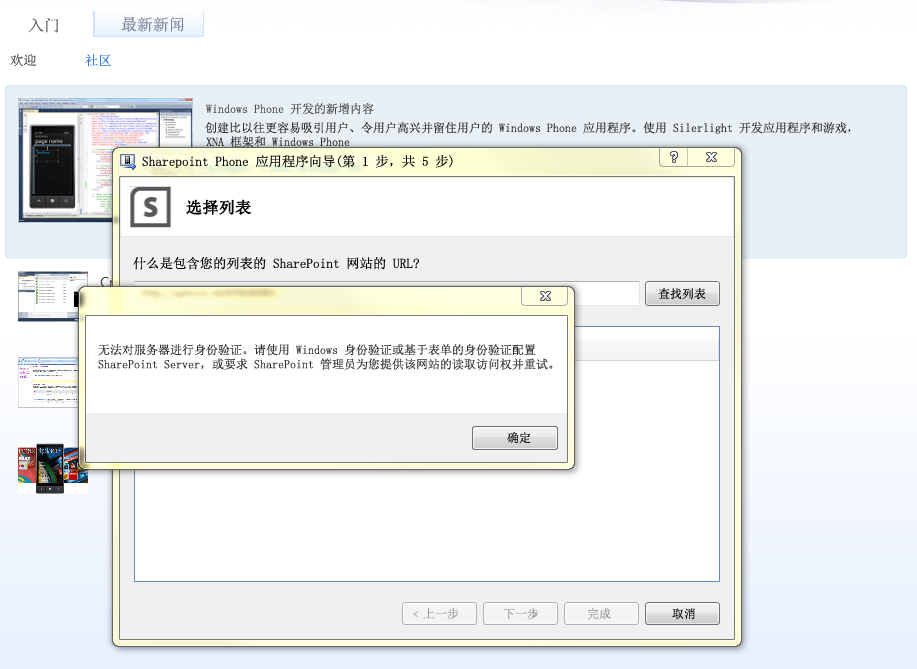 入门
最新新闻
欢迎
社区
Windows Phone 开发的新增内容
创建比以往更容易吸引用户、令用户高兴并留住用户的 Windows Phone 应用程序。使用 Silerlight 开发应用程序和游戏，
XNA 框架和 Windows Phone
page name
Sharepoint Phone 应用程序向导(第 1 步，共 5 步)
S
选择列表
什么是包含您的列表的 SharePoint 网站的 URL?
查找列表
无法对服务器进行身份验证。请使用 Windows 身份验证或基于表单的身份验证配置
SharePoint Server，或要求 SharePoint 管理员为您提供该网站的读取访问权并重试。
确定
< 上一步
下一步
完成
取消